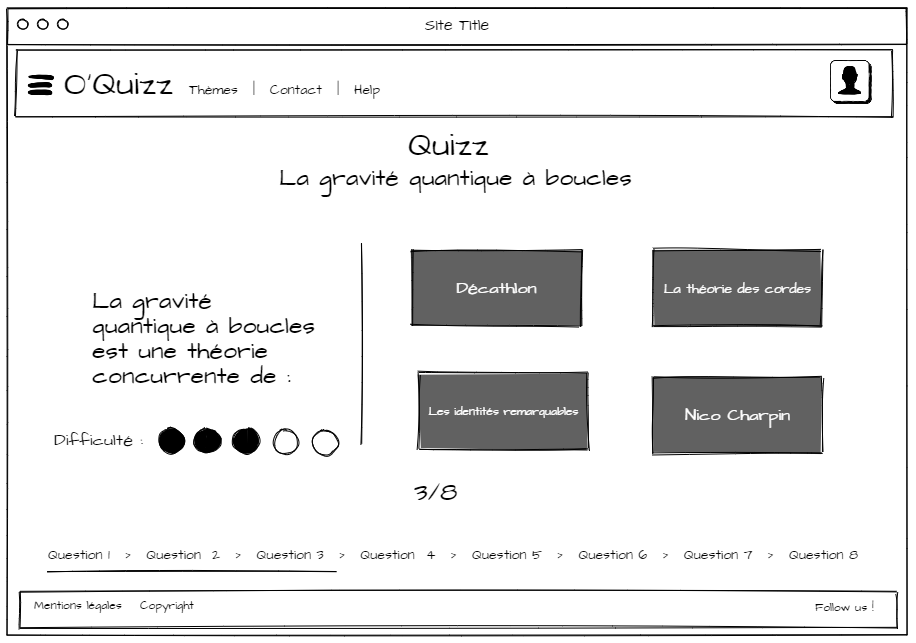 Site Title
O'Quizz Thèmes | Contact | Help
Quizz
La gravité quantique à boucles
La gravité
quantique à boucles
est une théorie
concurrente de :
Difficulté :
Décathlon
La théorie des cordes
Les identités remarquables
Nico Charpin
3/8
Question 1 > Question 2 > Question 3 > Question 4 > Question 5 > Question 6 > Question 7 > Question 8
Mentions légales Copyright
Follow us !